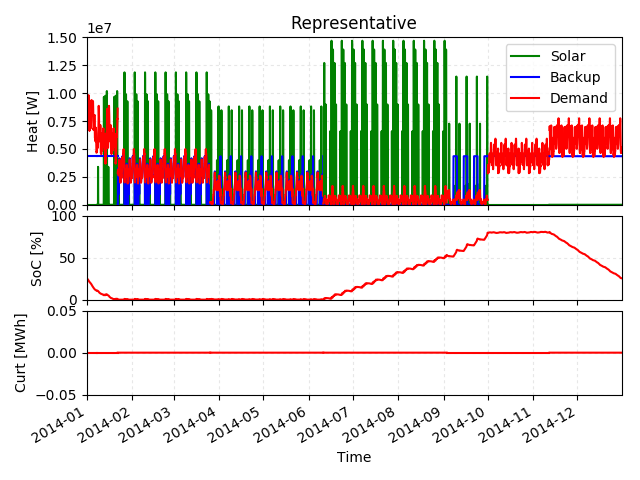 Representative
1e7
1.50
1.25
1.00
0.75
0.50
0.25
0.00
Heat [W]
Solar
Backup
Demand
100
50
0
SoC [%]
0.05
0.00
−0.05
Curt [MWh]
2014-01
2014-02
2014-03
2014-04
2014-05
2014-06
2014-07
2014-08
2014-09
2014-10
2014-11
2014-12
Time